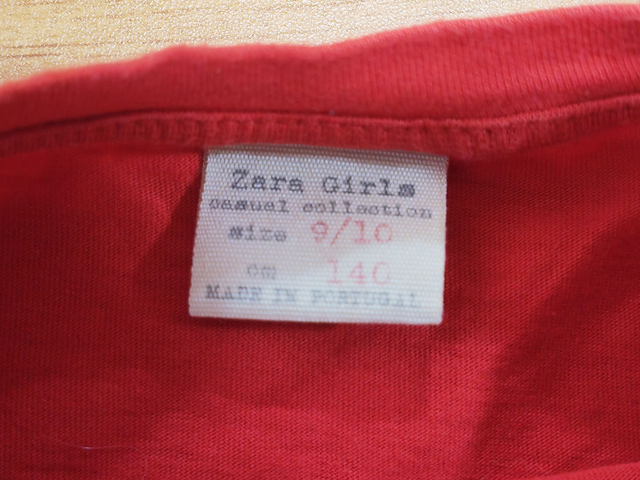 Zara Girls
casual collection
size 9/10
cm 140
MADE IN PORTUGAL